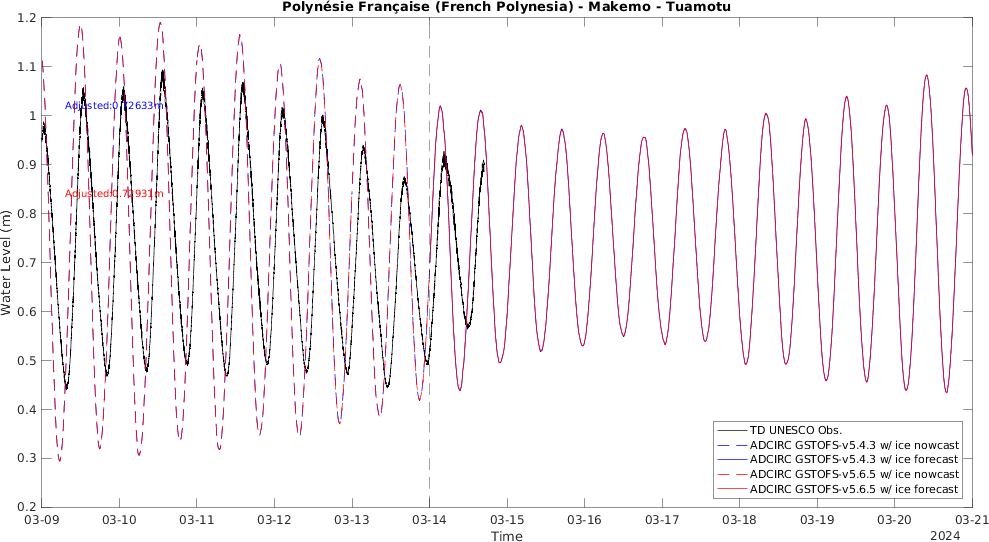 Polynésie Française (French Polynesia) - Makemo - Tuamotu
1.2
1.1
1
0.9
0.8
0.7
0.6
0.5
0.4
0.3
0.2
Water Level (m)
Adjusted:0.72633m
Adjusted:0.72931m
TD UNESCO Obs.
ADCIRC GSTOFS-v5.4.3 w/ ice nowcast
ADCIRC GSTOFS-v5.4.3 w/ ice forecast
ADCIRC GSTOFS-v5.6.5 w/ ice nowcast
ADCIRC GSTOFS-v5.6.5 w/ ice forecast
03-09 03-10 03-11 03-12 03-13 03-14 03-15 03-16 03-17 03-18 03-19 03-20 03-21
Time
2024